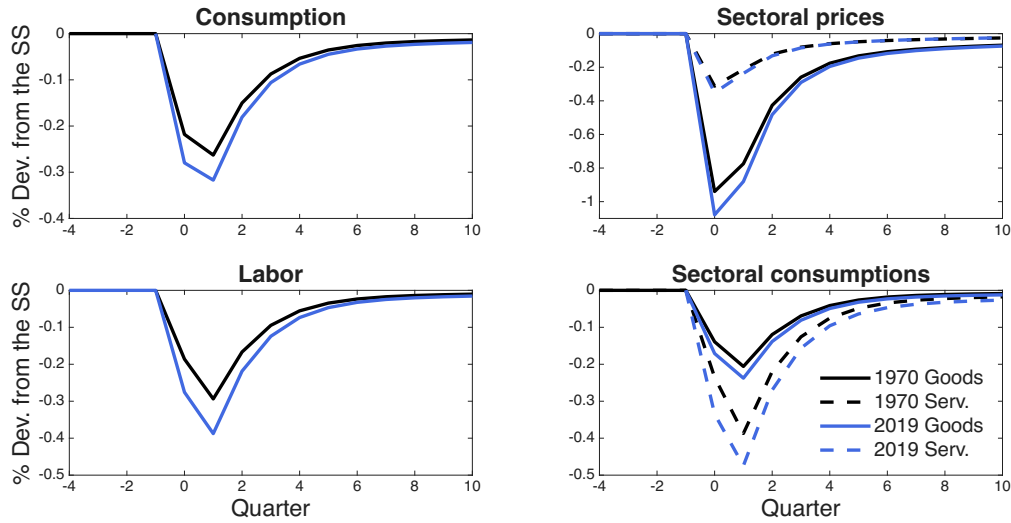 Consumption
% Dev. from the SS
0
-0.1
-0.2
-0.3
-0.4
-4 -2 0 2 4 6 8 10
Sectoral prices
0
-0.2
-0.4
-0.6
-0.8
-1
-4 -2 0 2 4 6 8 10
Labor
% Dev. from the SS
0
-0.1
-0.2
-0.3
-0.4
-0.5
-4 -2 0 2 4 6 8 10
Quarter
Sectoral consumptions
0
-0.1
-0.2
-0.3
-0.4
-0.5
1970 Goods
1970 Serv.
2019 Goods
2019 Serv.
-4 -2 0 2 4 6 8 10
Quarter